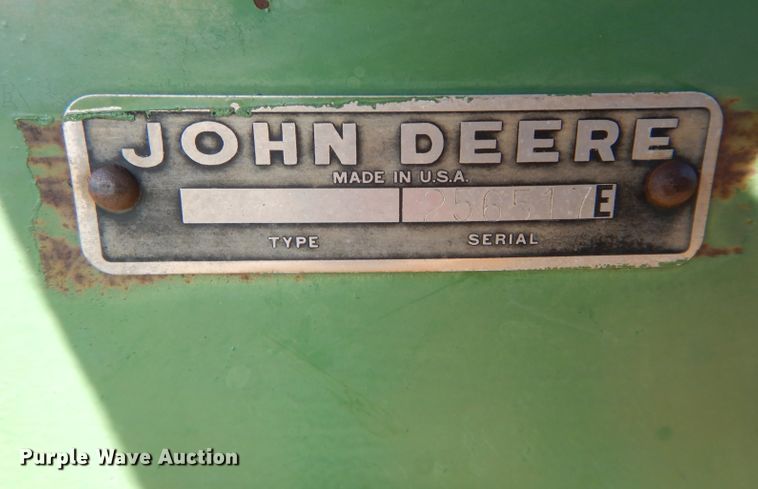 JOHN DEERE
MADE IN U.S.A.
256517E
TYPE SERIAL
Purple Wave Auction